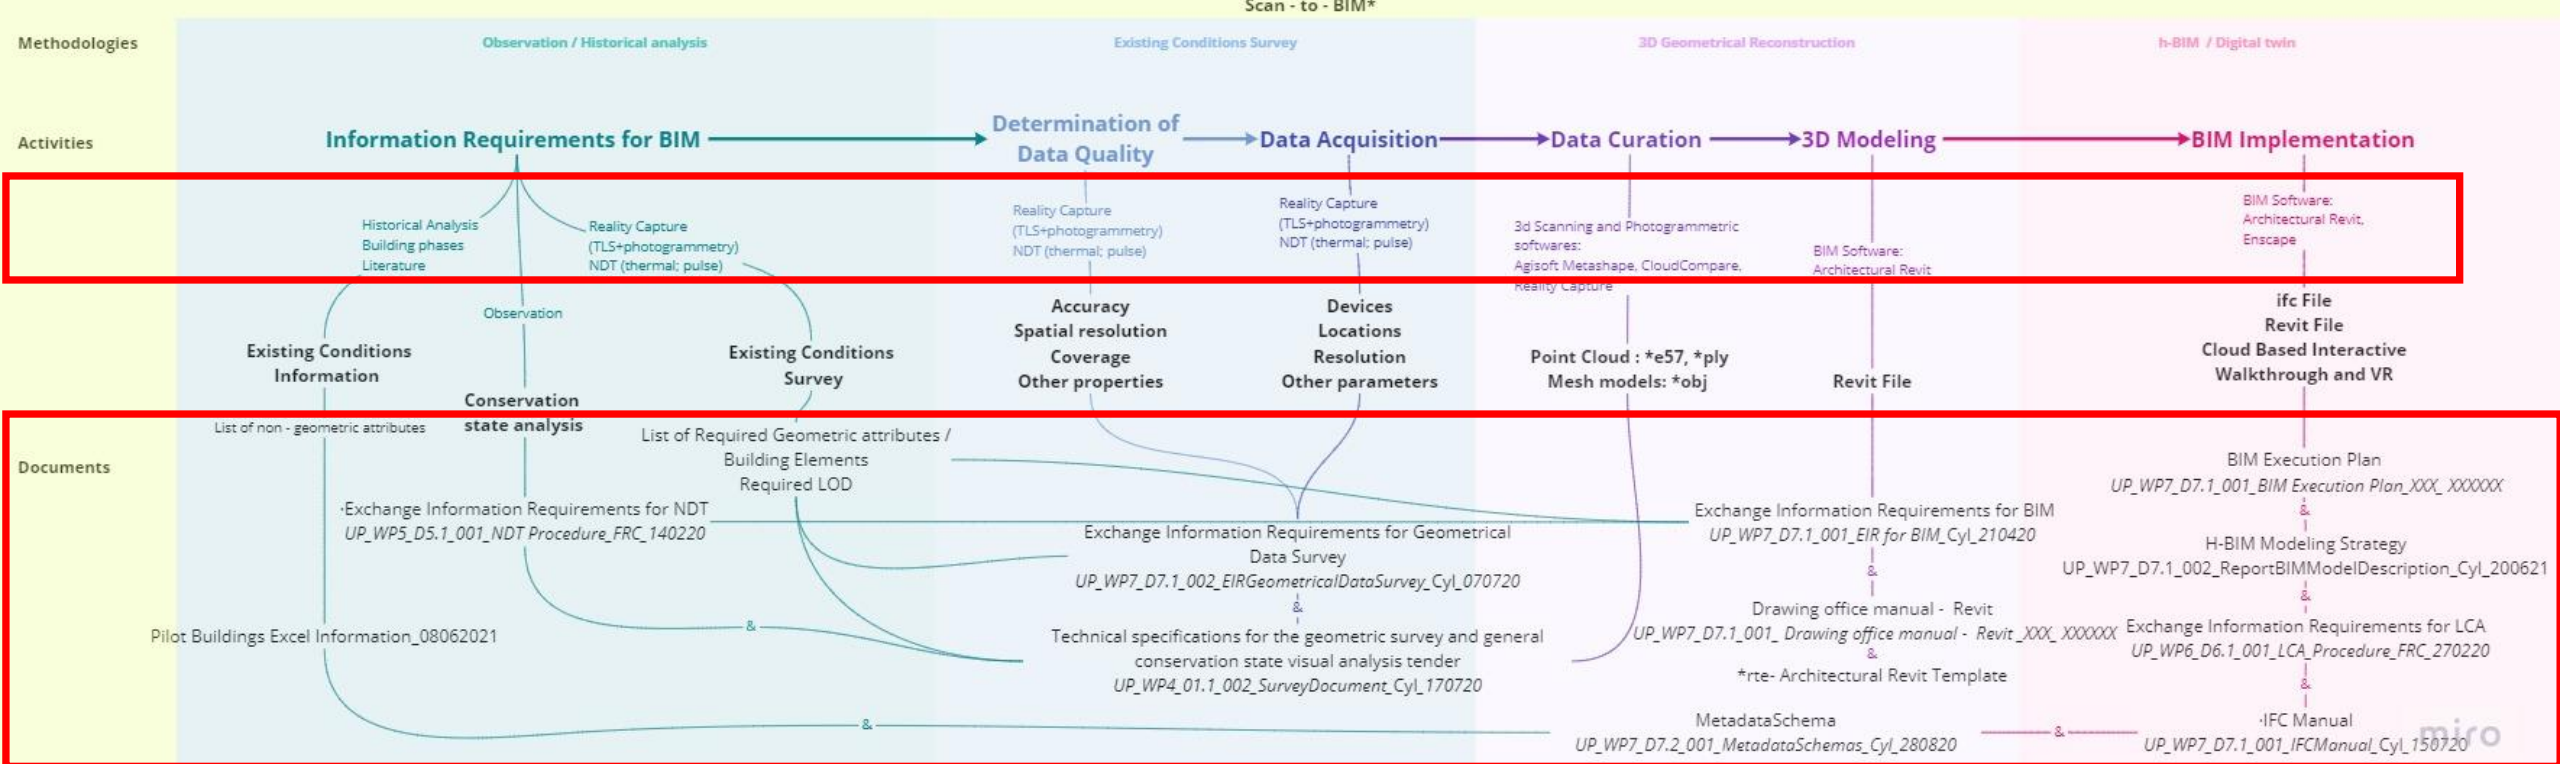 Scan - to - BIM*
Methodologies
Observation / Historical analysis
Existing Conditions Survey
3D Geometrical Reconstruction
h-BIM / Digital twin
Activities
Information Requirements for BIM
Determination of
Data Quality
Data Acquisition
Data Curation
3D Modeling
BIM Implementation
Historical Analysis
Building phases
Literature
Reality Capture
(TLS+photogrammetry)
NDT (thermal; pulse)
Reality Capture
(TLS+photogrammetry)
NDT (thermal; pulse)
Reality Capture
(TLS+photogrammetry)
NDT (thermal; pulse)
3d Scanning and Photogrammetric
softwares:
Agisoft Metashape, CloudCompare,
Reality Capture
BIM Software:
Architectural Revit
BIM Software:
Architectural Revit,
Enscape
Observation
Existing Conditions
Information
Conservation
state analysis
Existing Conditions
Survey
Accuracy
Spatial resolution
Coverage
Other properties
Devices
Locations
Resolution
Other parameters
Point Cloud : *e57, *ply
Mesh models: *obj
Revit File
ifc File
Revit File
Cloud Based Interactive
Walkthrough and VR
Documents
List of non - geometric attributes
List of Required Geometric attributes /
Building Elements
Required LOD
·Exchange Information Requirements for NDT
UP_WP5_D5.1_001_NDT Procedure_FRC_140220
Pilot Buildings Excel Information_08062021
&
&
Exchange Information Requirements for Geometrical
Data Survey
UP_WP7_D7.1_002_EIRGeometricalDataSurvey_Cyl_070720
&
Technical specifications for the geometric survey and general
conservation state visual analysis tender
UP_WP4_01.1_002_SurveyDocument_Cyl_170720
Exchange Information Requirements for BIM
UP_WP7_D7.1_001_EIR for BIM_Cyl_210420
&
Drawing office manual - Revit
UP_WP7_D7.1_001_ Drawing office manual - Revit _XXX_ XXXXXX
&
*rte- Architectural Revit Template
MetadataSchema
UP_WP7_D7.2_001_MetadataSchemas_Cyl_280820
&
BIM Execution Plan
UP_WP7_D7.1_001_BIM Execution Plan_XXX_ XXXXXX
&
H-BIM Modeling Strategy
UP_WP7_D7.1_002_ReportBIMModelDescription_Cyl_200621
&
Exchange Information Requirements for LCA
UP_WP6_D6.1_001_LCA_Procedure_FRC_270220
&
·IFC Manual
UP_WP7_D7.1_001_IFCManual_Cyl_150720
miro